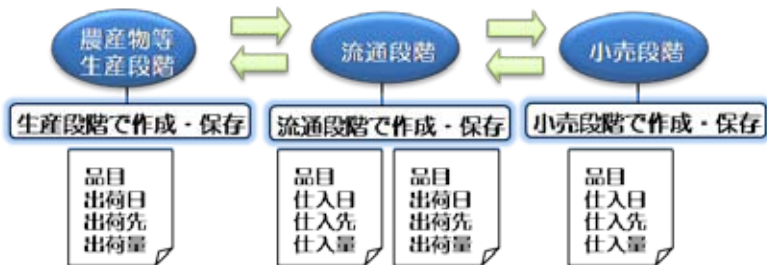 農産物等
生産段階
流通段階
小売段階
生産段階で作成・保存
流通段階で作成・保存
小売段階で作成・保存
品目
出荷日
出荷先
出荷量
品目
仕入日
仕入先
仕入量
品目
出荷日
出荷先
出荷量
品目
仕入日
仕入先
仕入量